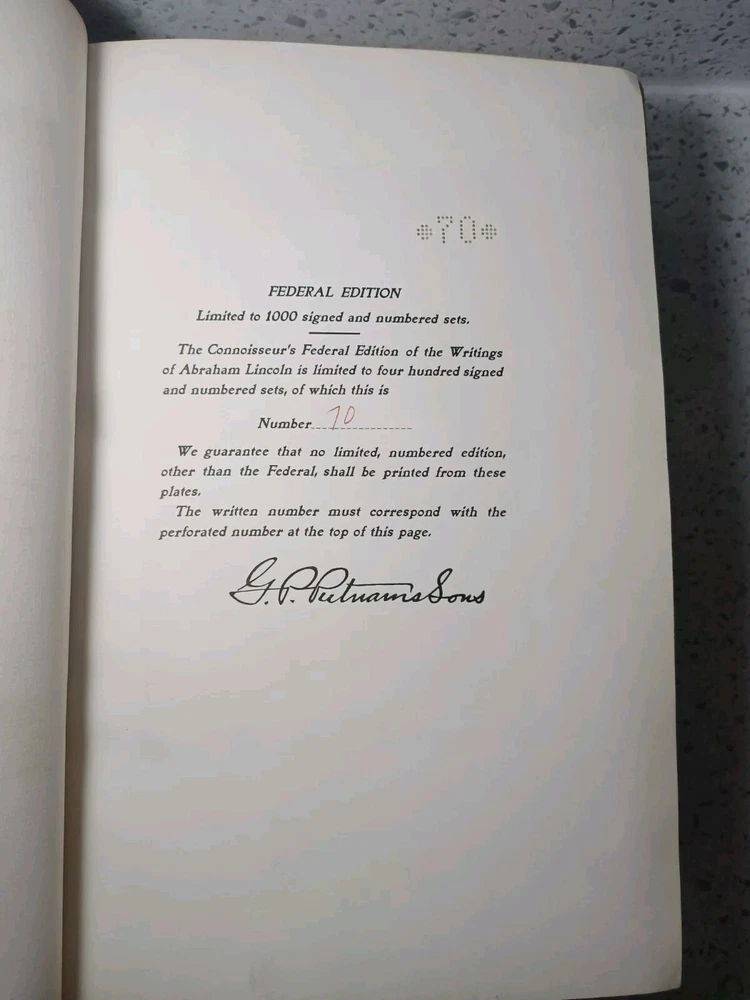 *70*
FEDERAL EDITION
Limited to 1000 signed and numbered sets.
The Connoisseur's Federal Edition of the Writings
of Abraham Lincoln is limited to four hundred signed
and numbered sets, of which this is
Number 70
We guarantee that no limited, numbered edition,
other than the Federal, shall be printed from these
plates.
The written number must correspond with the
perforated number at the top of this page.
G. P. Putnam's Sons